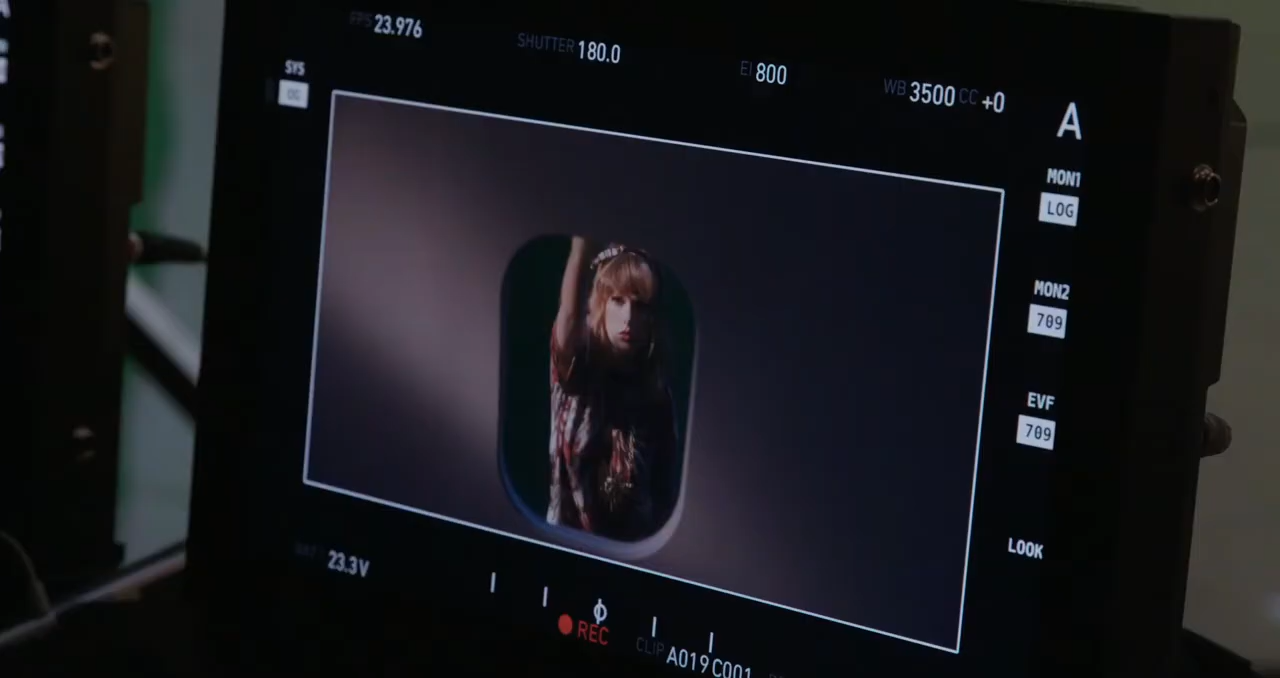 FPS 23.976
SHUTTER 180.0
EI 800
WB 3500 CC +0
SYS
A
MON1
LOG
MON2
709
EVF
709
LOOK
23.3V
REC
CLIP A019 C001